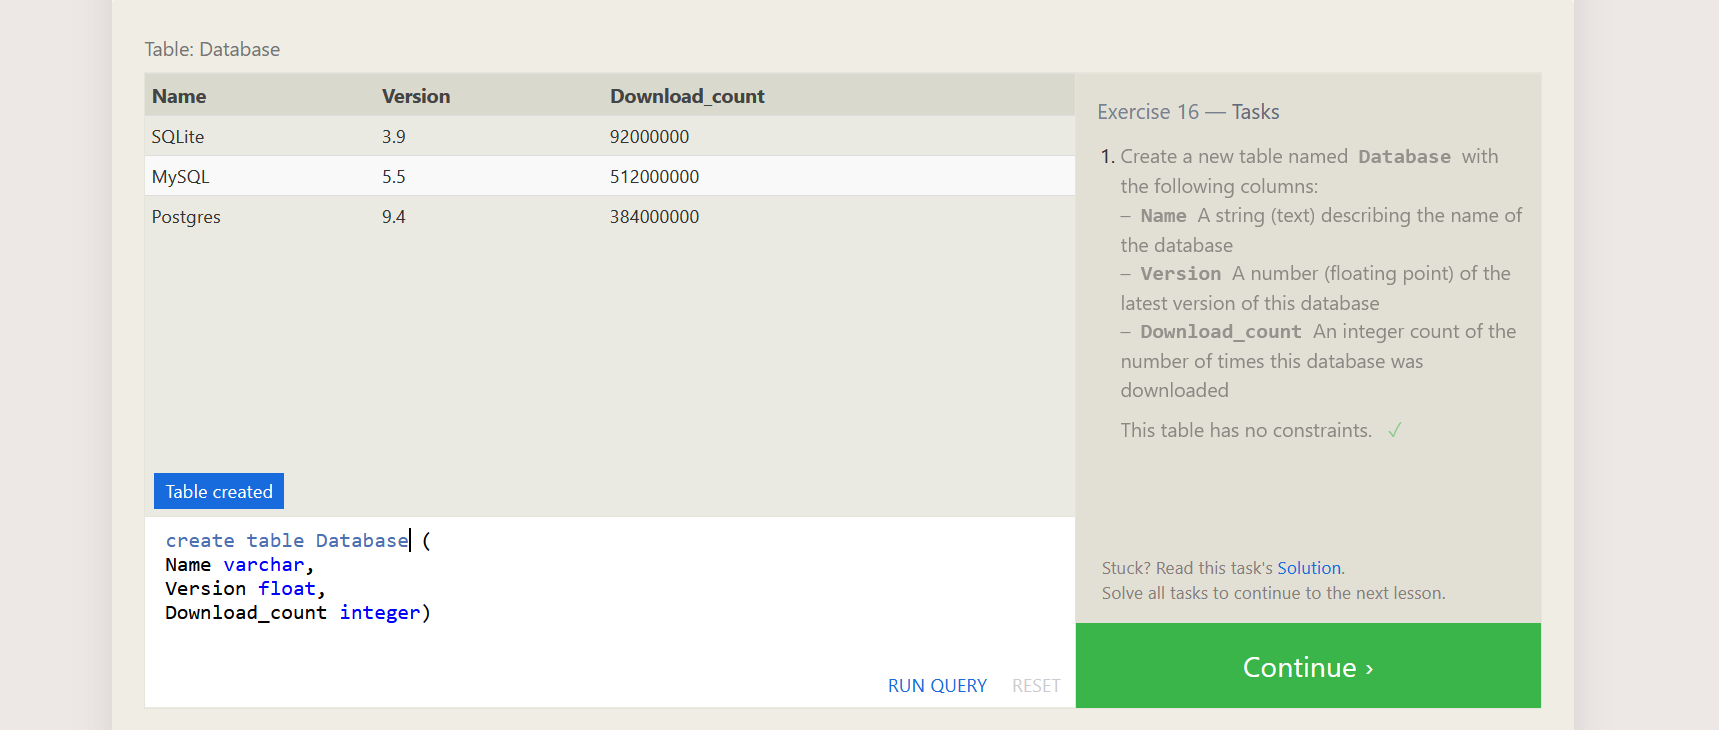 Table: Database
Name Version Download_count
SQLite 3.9 92000000
MySQL 5.5 512000000
Postgres 9.4 384000000
Table created
create table Database (
Name varchar,
Version float,
Download_count integer)
RUN QUERY RESET
Exercise 16 — Tasks
1. Create a new table named Database with
the following columns:
– Name A string (text) describing the name of
the database
– Version A number (floating point) of the
latest version of this database
– Download_count An integer count of the
number of times this database was
downloaded
This table has no constraints. ✓
Stuck? Read this task's Solution.
Solve all tasks to continue to the next lesson.
Continue ›